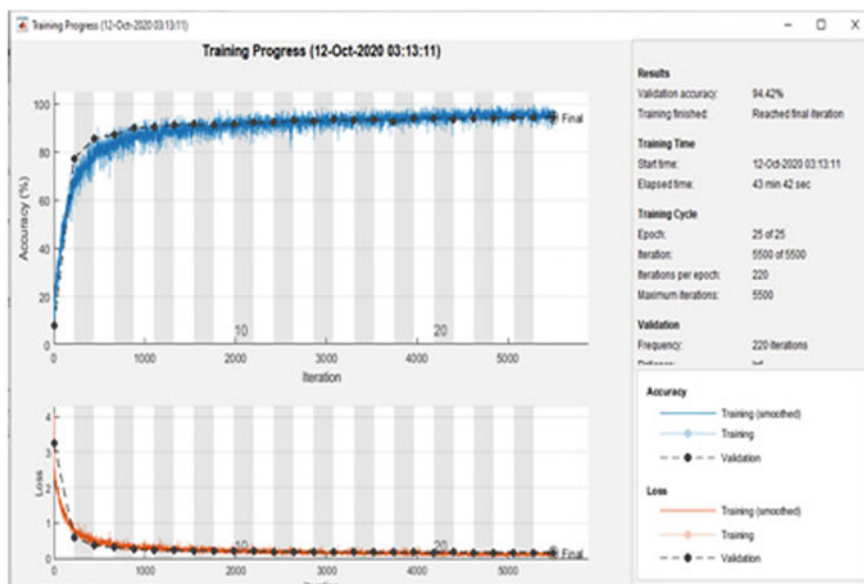 Training Progress (12-Oct-2020 03:13:11)
Training Progress (12-Oct-2020 03:13:11)
100
80
60
40
20
0
Accuracy (%)
Final
10
20
0
1000
2000
3000
4000
5000
Iteration
4
3
2
1
0
Loss
10
20
Final
0
1000
2000
3000
4000
5000
Results
Validation accuracy: 94.42%
Training finished: Reached final iteration
Training Time
Start time: 12-Oct-2020 03:13:11
Elapsed time: 43 min 42 sec
Training Cycle
Epoch: 25 of 25
Iteration: 5500 of 5500
Iterations per epoch: 220
Maximum iterations: 5500
Validation
Frequency: 220 iterations
Accuracy
Training (smoothed)
Training
Validation
Loss
Training (smoothed)
Training
Validation